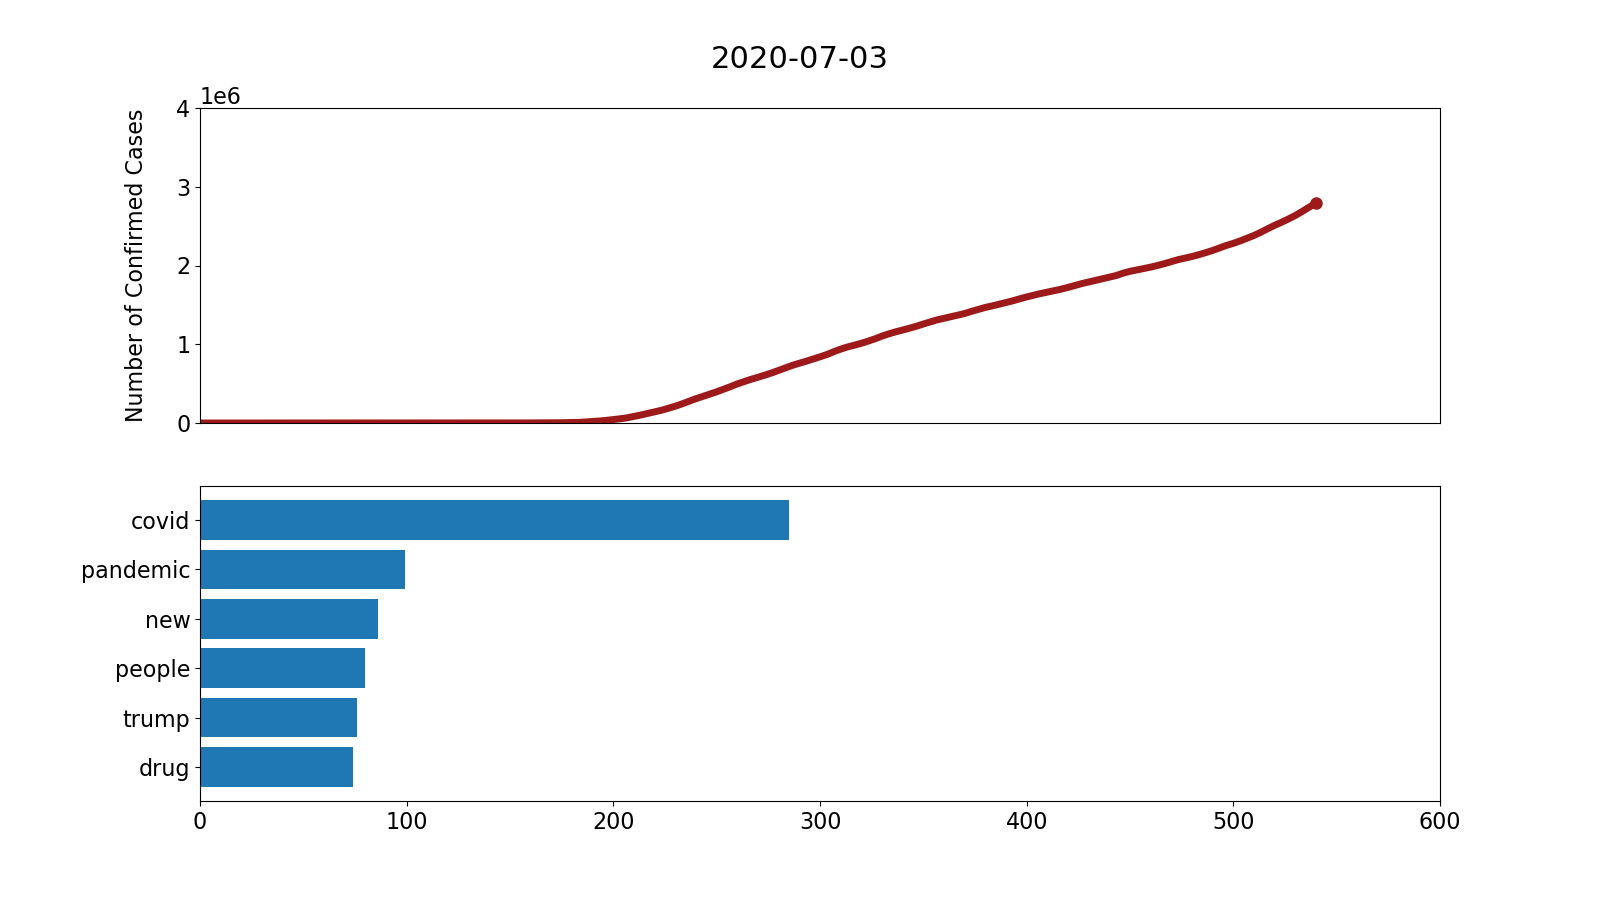 2020-07-03
1e6
Number of Confirmed Cases
4
3
2
1
0
covid
pandemic
new
people
trump
drug
0 100 200 300 400 500 600